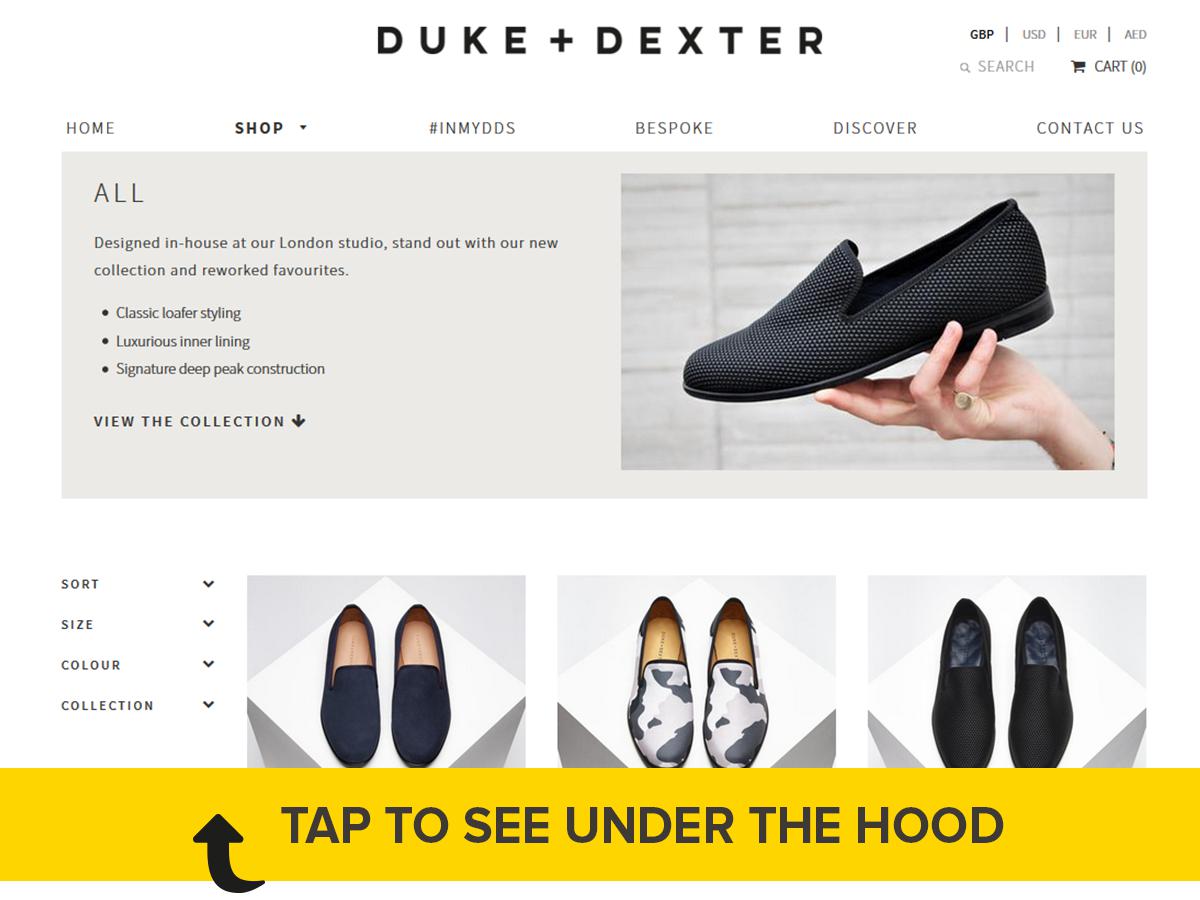 DUKE + DEXTER
GBP | USD | EUR | AED
SEARCH
CART (0)
HOME
SHOP
#INMYDDS
BESPOKE
DISCOVER
CONTACT US
ALL
Designed in-house at our London studio, stand out with our new
collection and reworked favourites.
• Classic loafer styling
• Luxurious inner lining
• Signature deep peak construction
VIEW THE COLLECTION
SORT
SIZE
COLOUR
COLLECTION
TAP TO SEE UNDER THE HOOD